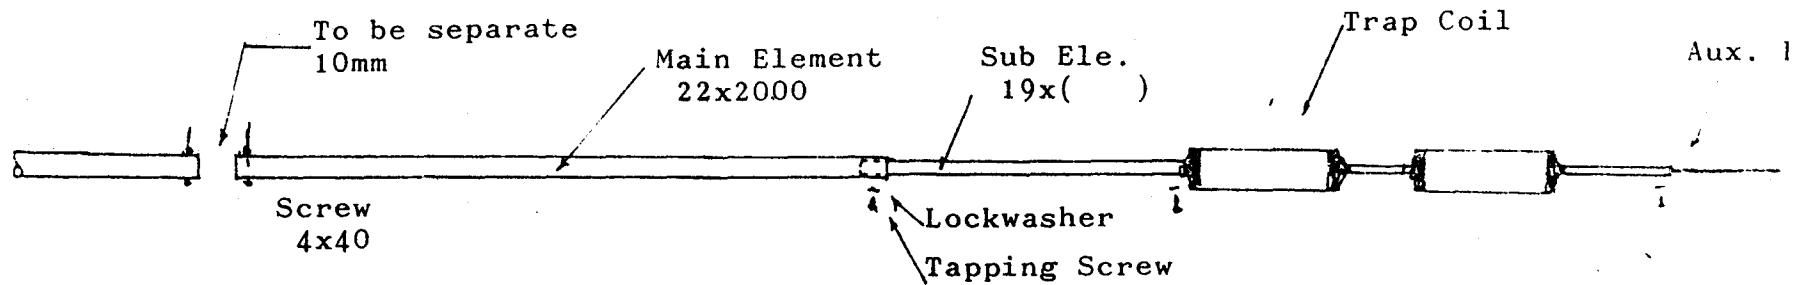 To be separate
10mm
Main Element
22x2000
Sub Ele.
19x( )
Trap Coil
Aux.
Screw
4x40
Lockwasher
Tapping Screw